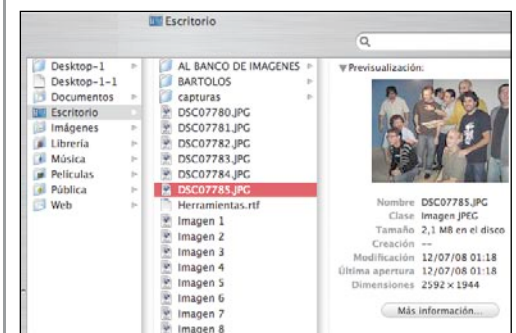 Escritorio
Desktop-1
Desktop-1-1
Documentos
Escritorio
Imágenes
Librería
Música
Películas
Pública
Web
AL BANCO DE IMAGENES
BARTOLOS
capturas
DSC07780.JPG
DSC07781.JPG
DSC07782.JPG
DSC07783.JPG
DSC07784.JPG
DSC07785.JPG
Herramientas.rtf
Imagen 1
Imagen 2
Imagen 3
Imagen 4
Imagen 5
Imagen 6
Imagen 7
Imagen 8
Previsualización:
Nombre DSC07785.JPG
Clase Imagen JPEG
Tamaño 2,1 MB en el disco
Creación --
Modificación 12/07/08 01:18
Última apertura 12/07/08 01:18
Dimensiones 2592 × 1944
Más información...